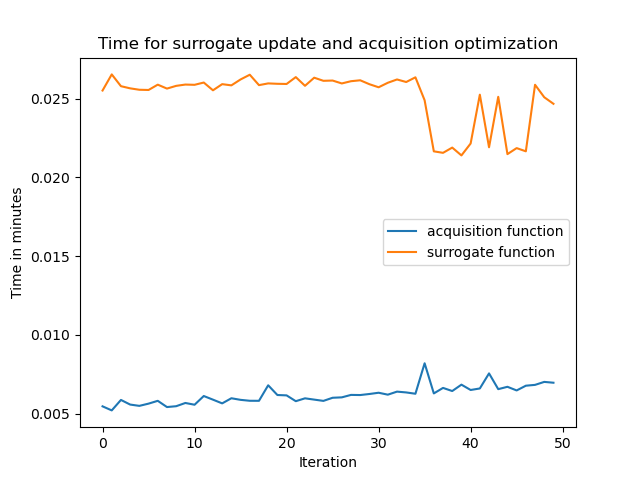 Time for surrogate update and acquisition optimization
Time in minutes
0.025
0.020
0.015
0.010
0.005
acquisition function
surrogate function
0 10 20 30 40 50
Iteration